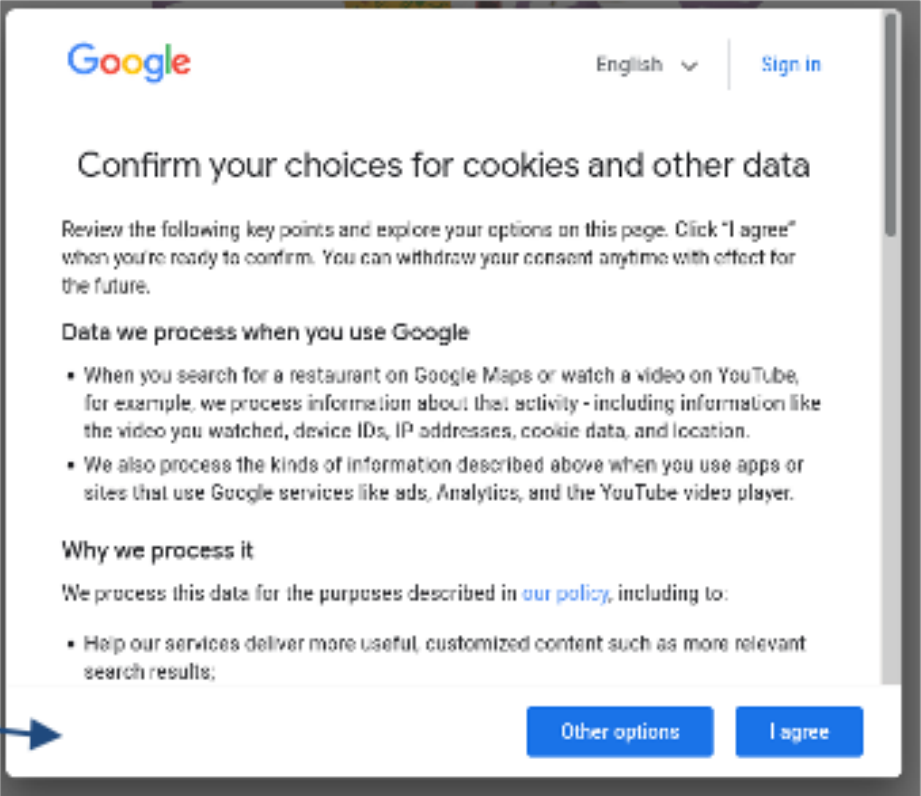 Google
English
Sign in
Confirm your choices for cookies and other data
Review the following key points and explore your options on this page. Click "I agree"
when you're ready to confirm. You can withdraw your consent anytime with effect for
the future.
Data we process when you use Google
▪ When you search for a restaurant on Google Maps or watch a video on YouTube,
for example, we process information about that activity - including information like
the video you watched, device IDs, IP addresses, cookie data, and location.
▪ We also process the kinds of information described above when you use apps or
sites that use Google services like ads, Analytics, and the YouTube video player.
Why we process it
We process this data for the purposes described in our policy, including to:
▪ Help our services deliver more useful, customized content such as more relevant
search results;
Other options
I agree